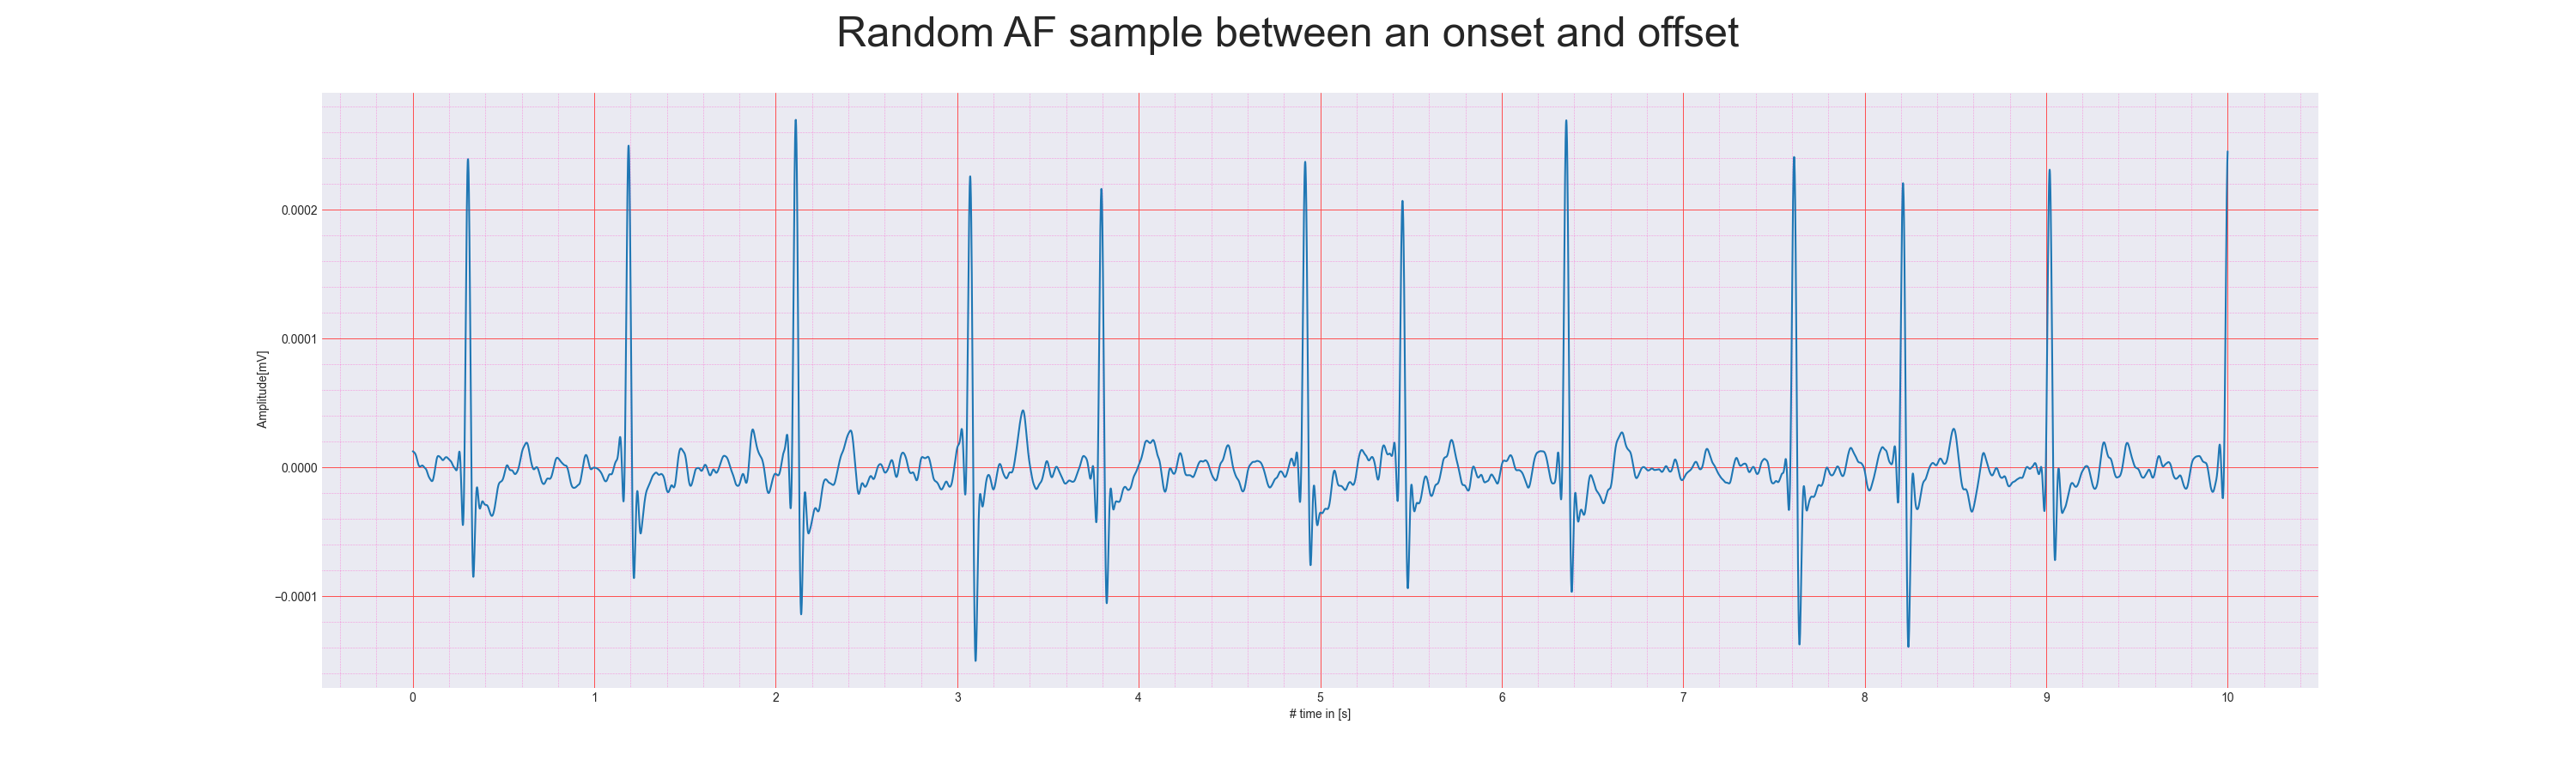 Random AF sample between an onset and offset
Amplitude[mV]
0.0002
0.0001
0.0000
−0.0001
0 1 2 3 4 5 6 7 8 9 10
# time in [s]